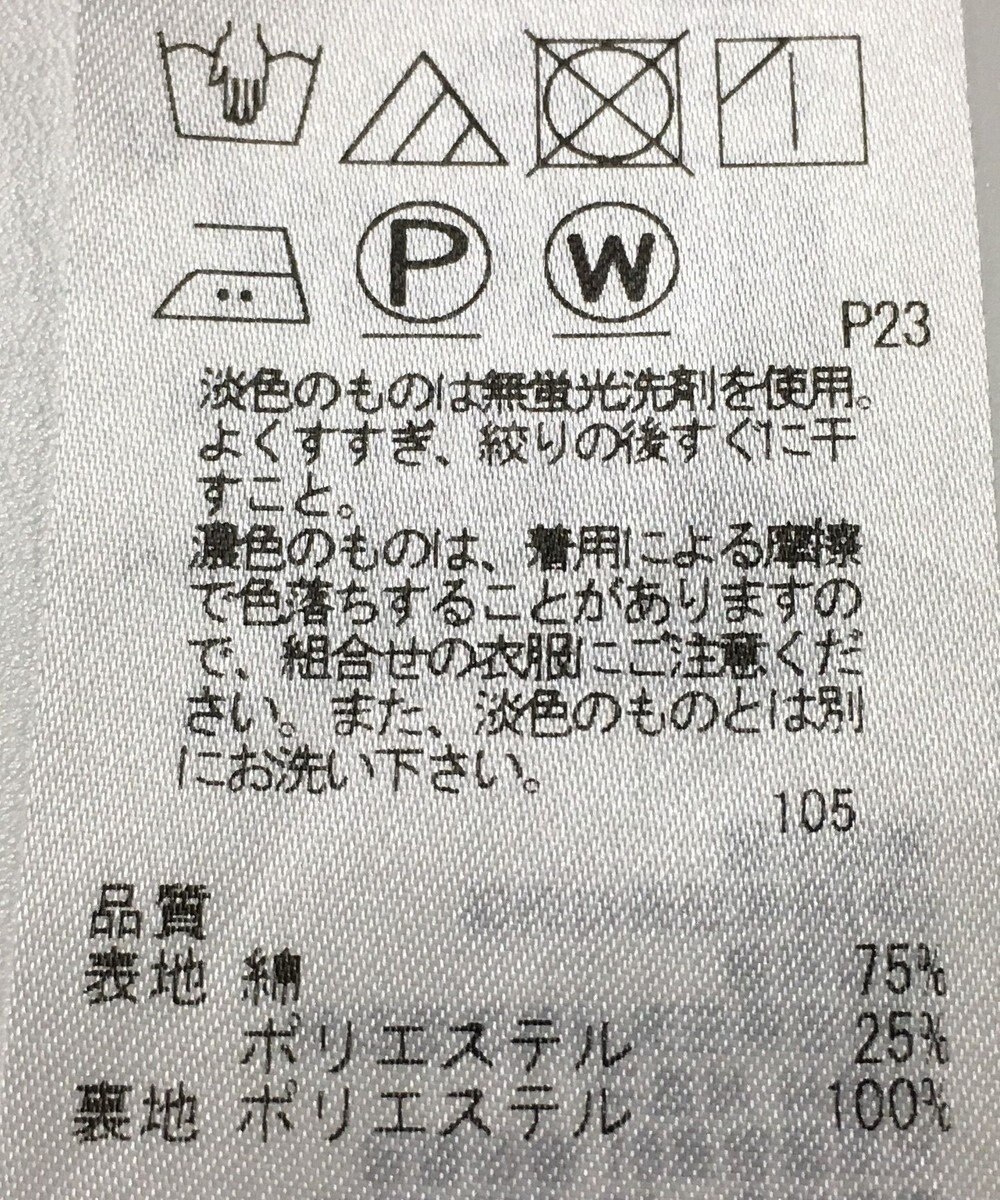 P
W
P23
淡色のものは無蛍光洗剤を使用。
よくすすぎ、絞りの後すぐに干
すこと。
濃色のものは、着用による摩擦
で色落ちすることがありますの
で、組合せの衣服にご注意くだ
さい。また、淡色のものとは別
にお洗い下さい。
105
品質
表地 綿 75%
ポリエステル 25%
裏地 ポリエステル 100%